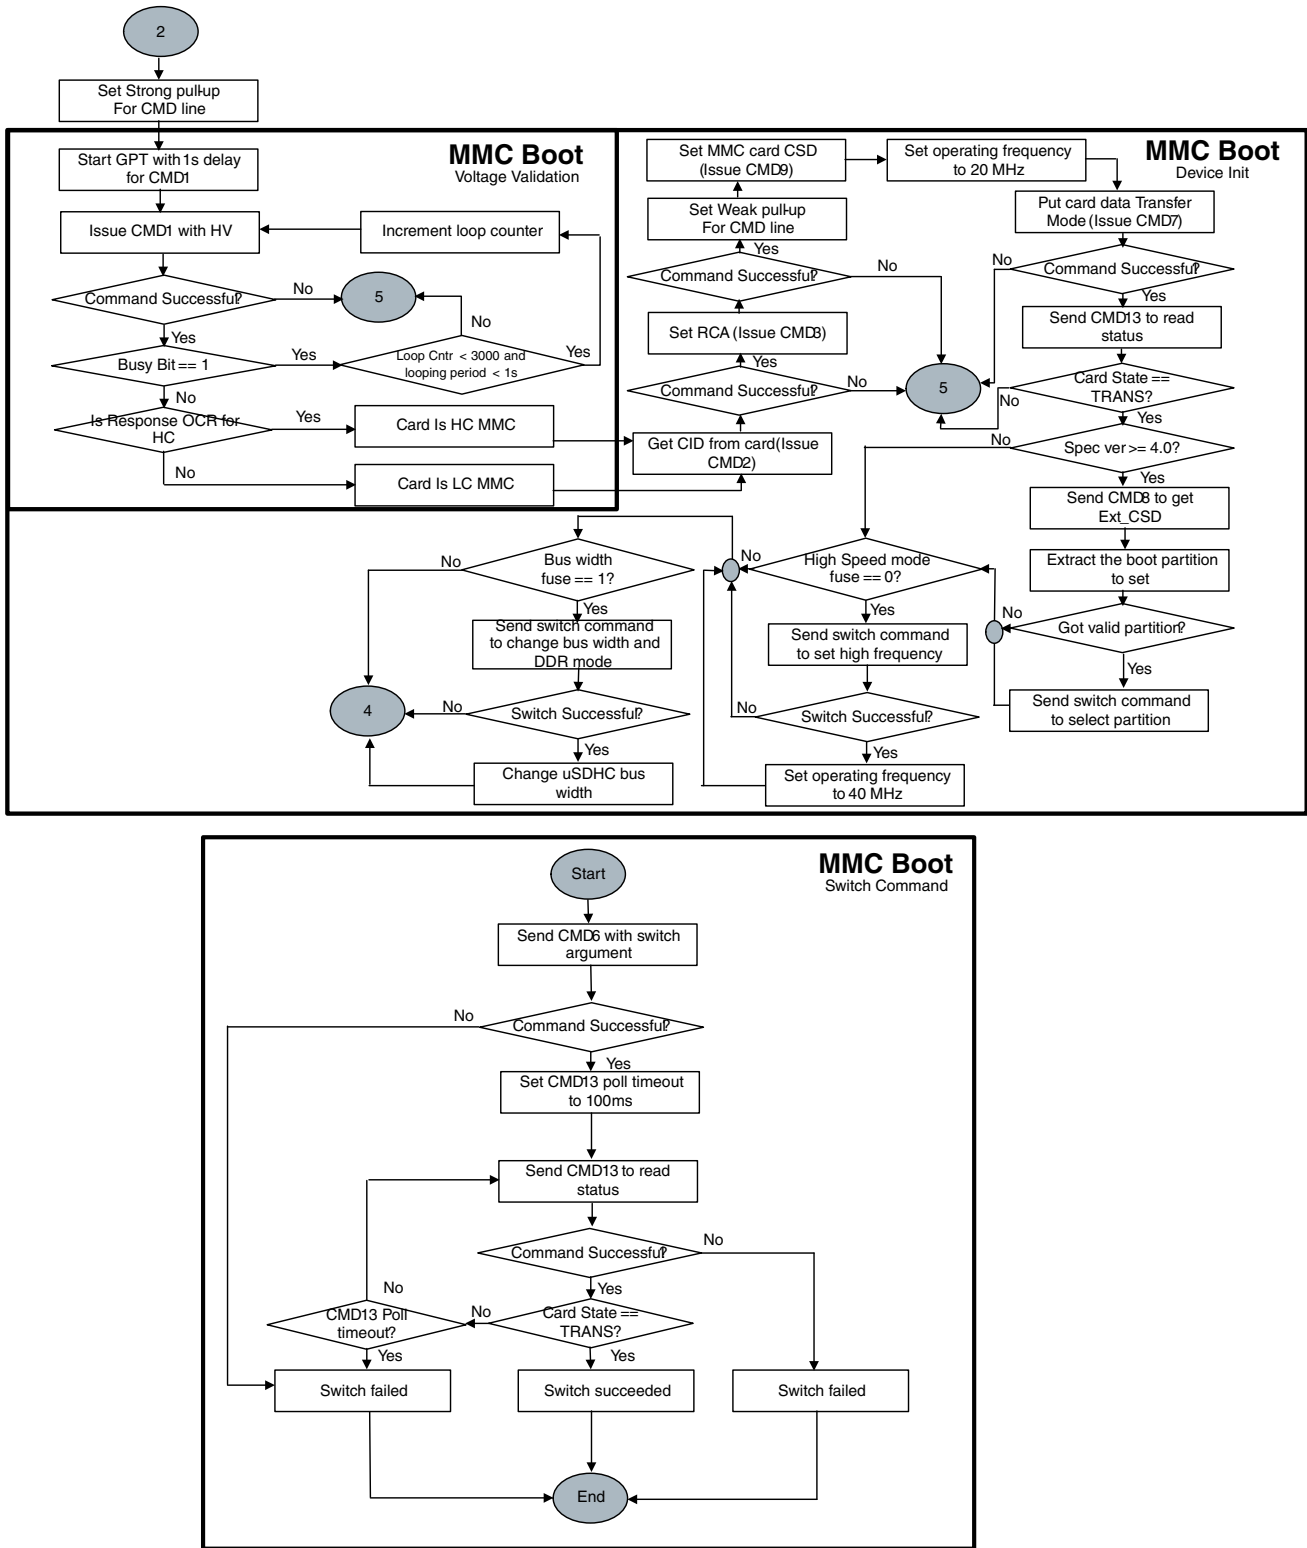 2
Set Strong pull-up
For CMD line
MMC Boot
Voltage Validation
Start GPT with 1s delay
for CMD1
Issue CMD1 with HV
Increment loop counter
Command Successful?
No
5
Yes
No
Busy Bit == 1
Yes
Loop Cntr < 3000 and
looping period < 1s
Yes
No
Is Response OCR for
HC
Yes
Card Is HC MMC
No
Card Is LC MMC
MMC Boot
Device Init
Set MMC card CSD
(Issue CMD9)
Set operating frequency
to 20 MHz
Put card data Transfer
Mode (Issue CMD7)
Set Weak pull-up
For CMD line
Yes
Command Successful?
No
Set RCA (Issue CMD3)
Yes
Command Successful?
No
Get CID from card(Issue
CMD2)
5
No
Command Successful?
Yes
Send CMD13 to read
status
Card State ==
TRANS?
No
Yes
No
Spec ver >= 4.0?
Yes
Send CMD8 to get
Ext_CSD
Extract the boot partition
to set
No
Got valid partition?
Yes
Send switch command
to select partition
No
High Speed mode
fuse == 0?
Yes
Send switch command
to set high frequency
No
Switch Successful?
Yes
Set operating frequency
to 40 MHz
No
Bus width
fuse == 1?
Yes
Send switch command
to change bus width and
DDR mode
4
No
Switch Successful?
Yes
Change uSDHC bus
width
MMC Boot
Switch Command
Start
Send CMD6 with switch
argument
No
Command Successful?
Yes
Set CMD13 poll timeout
to 100ms
Send CMD13 to read
status
Command Successful?
No
Yes
No
CMD13 Poll
timeout?
No
Card State ==
TRANS?
Yes
Yes
Switch failed
Switch succeeded
Switch failed
End